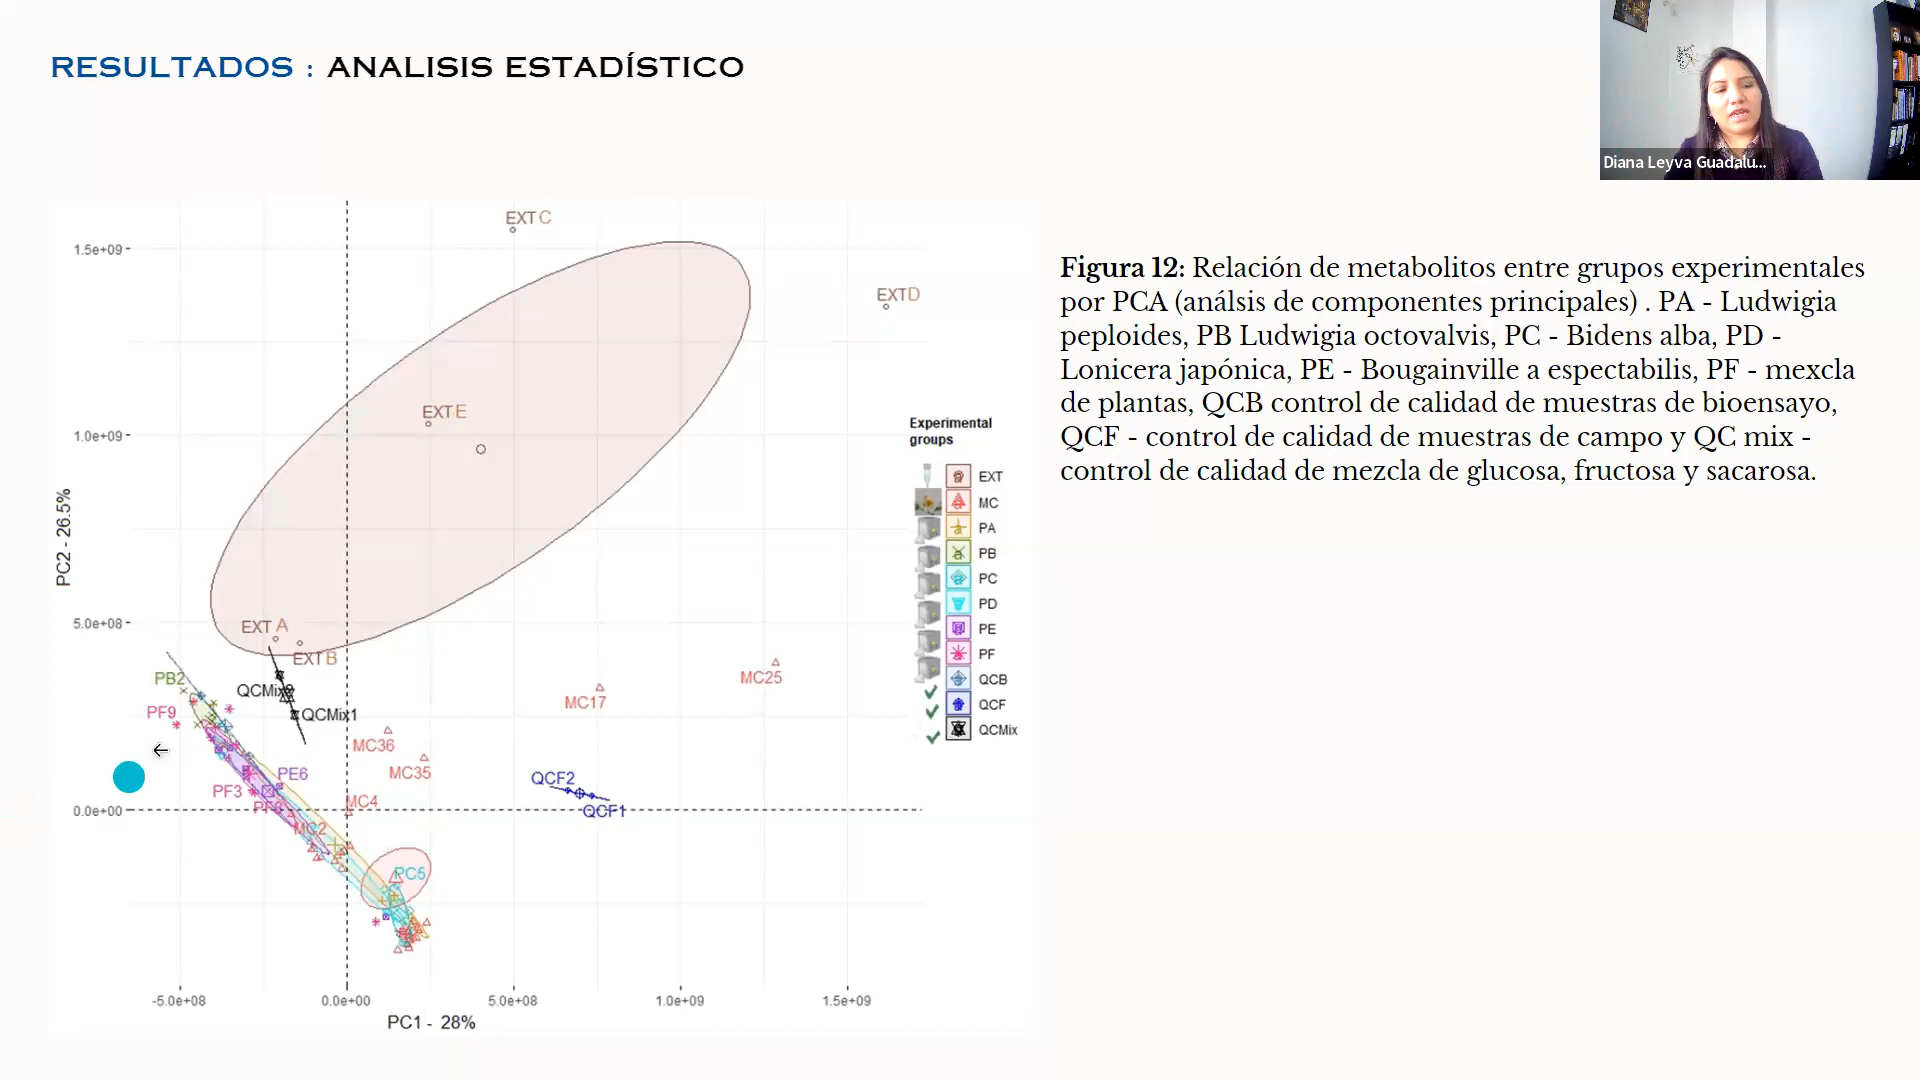 RESULTADOS : ANALISIS ESTADÍSTICO
Diana Leyva Guadalu...
EXT C
1.5e+09
EXTD
EXT E
1.0e+09
PC2 - 26.5%
5.0e+08
EXT A
EXT B
PB2
QCMix
PF9
QCMix1
MC25
MC17
MC36
MC35
PE6
QCF2
PF3
MC4
QCF1
0.0e+00
MC2
PC5
-5.0e+08
0.0e+00
5.0e+08
1.0e+09
1.5e+09
PC1 - 28%
Experimental
groups
EXT
MC
PA
PB
PC
PD
PE
PF
QCB
QCF
QCMix
Figura 12: Relación de metabolitos entre grupos experimentales
por PCA (análsis de componentes principales) . PA - Ludwigia
peploides, PB Ludwigia octovalvis, PC - Bidens alba, PD -
Lonicera japónica, PE - Bougainville a espectabilis, PF - mexcla
de plantas, QCB control de calidad de muestras de bioensayo,
QCF - control de calidad de muestras de campo y QC mix -
control de calidad de mezcla de glucosa, fructosa y sacarosa.